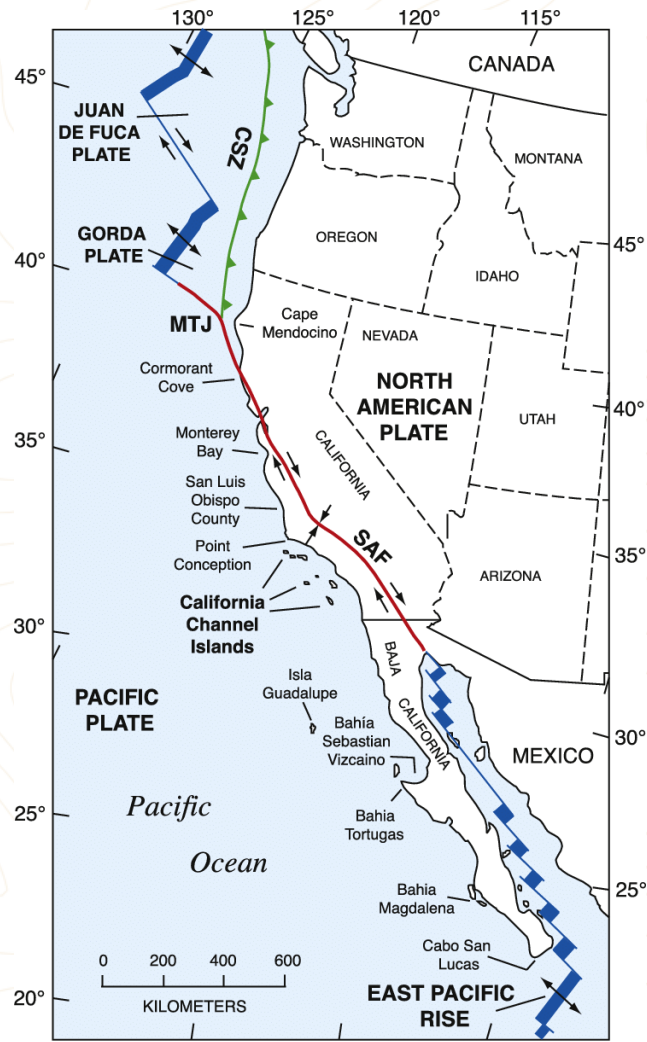 130°
125°
120°
115°
45°
CANADA
JUAN
DE FUCA
PLATE
CSZ
WASHINGTON
MONTANA
OREGON
GORDA
PLATE
45°
40°
IDAHO
MTJ
Cape
Mendocino
NEVADA
Cormorant
Cove
NORTH
AMERICAN
PLATE
40°
UTAH
35°
Monterey
Bay
CALIFORNIA
San Luis
Obispo
County
SAF
Point
Conception
35°
ARIZONA
California
Channel
Islands
30°
BAJA
CALIFORNIA
Isla
Guadalupe
PACIFIC
PLATE
Bahía
Sebastian
Vizcaino
30°
MEXICO
25°
Pacific
Ocean
Bahia
Tortugas
25°
Bahia
Magdalena
Cabo San
Lucas
0 200 400 600
KILOMETERS
20°
EAST PACIFIC
RISE